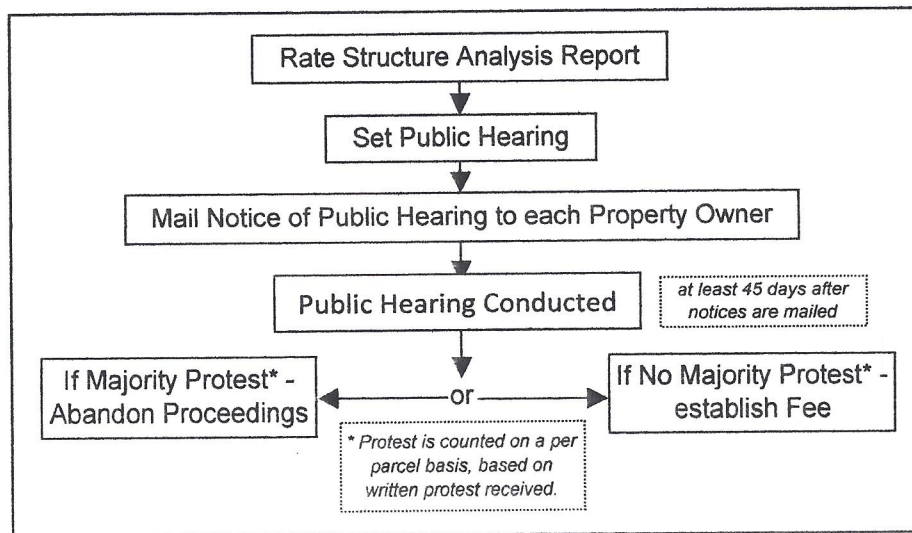 Rate Structure Analysis Report
Set Public Hearing
Mail Notice of Public Hearing to each Property Owner
Public Hearing Conducted
at least 45 days after
notices are mailed
If Majority Protest* -
Abandon Proceedings
or
If No Majority Protest* -
establish Fee
* Protest is counted on a per
parcel basis, based on
written protest received.